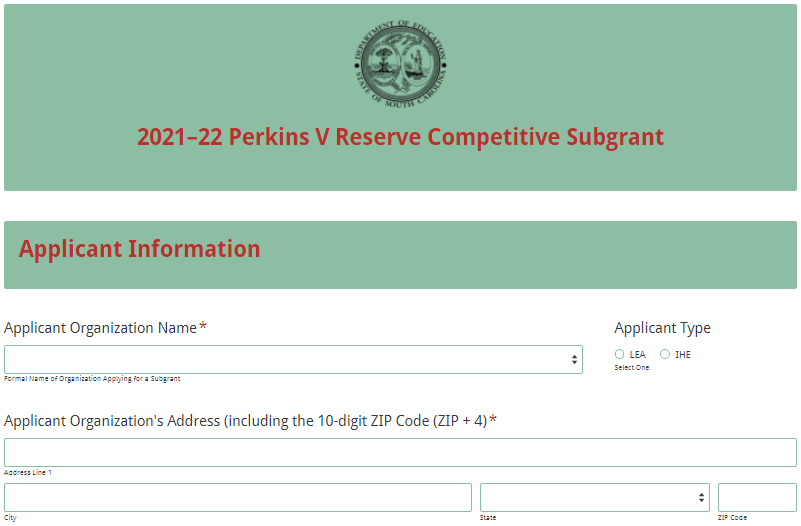 DEPARTMENT OF EDUCATION
STATE OF SOUTH CAROLINA
2021–22 Perkins V Reserve Competitive Subgrant
Applicant Information
Applicant Organization Name*
Applicant Type
LEA IHE
Formal Name of Organization Applying for a Subgrant
Select One
Applicant Organization's Address (including the 10-digit ZIP Code (ZIP + 4)*
Address Line 1
City State ZIP Code